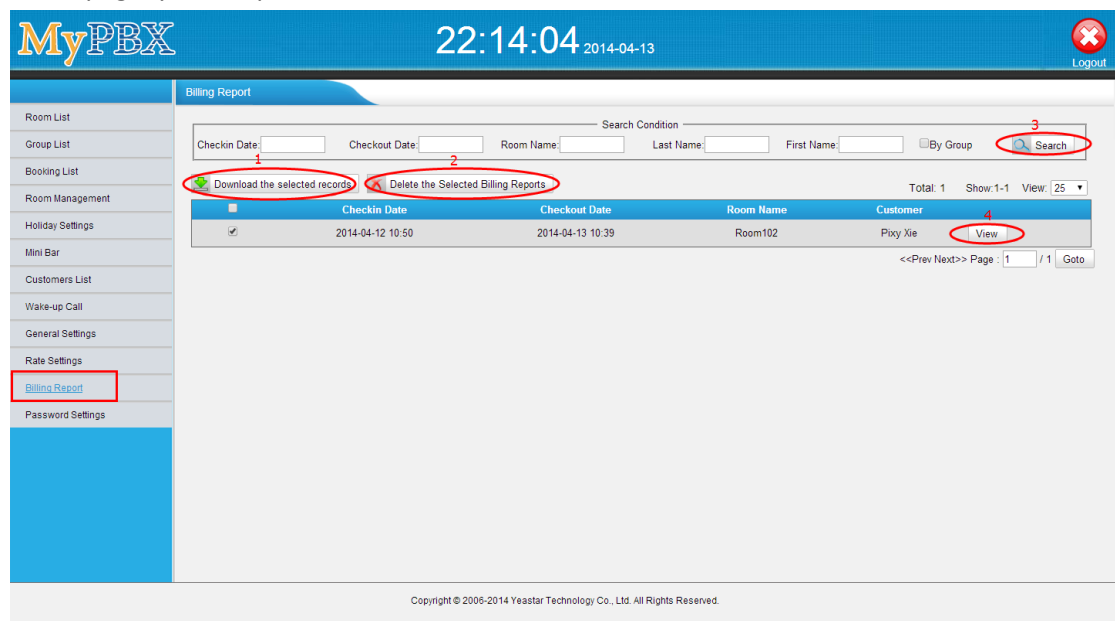 MyPBX
22:14:04 2014-04-13
Logout
Billing Report
Room List
Group List
Booking List
Room Management
Holiday Settings
Mini Bar
Customers List
Wake-up Call
General Settings
Rate Settings
Billing Report
Password Settings
Search Condition
3
Checkin Date: Checkout Date: Room Name: Last Name: First Name: By Group Search
1 2
Download the selected records Delete the Selected Billing Reports
Total: 1 Show:1-1 View: 25
Checkin Date Checkout Date Room Name Customer
4
2014-04-12 10:50 2014-04-13 10:39 Room102 Pixy Xie View
<<Prev Next>> Page : 1 / 1 Goto
Copyright © 2006-2014 Yeastar Technology Co., Ltd. All Rights Reserved.